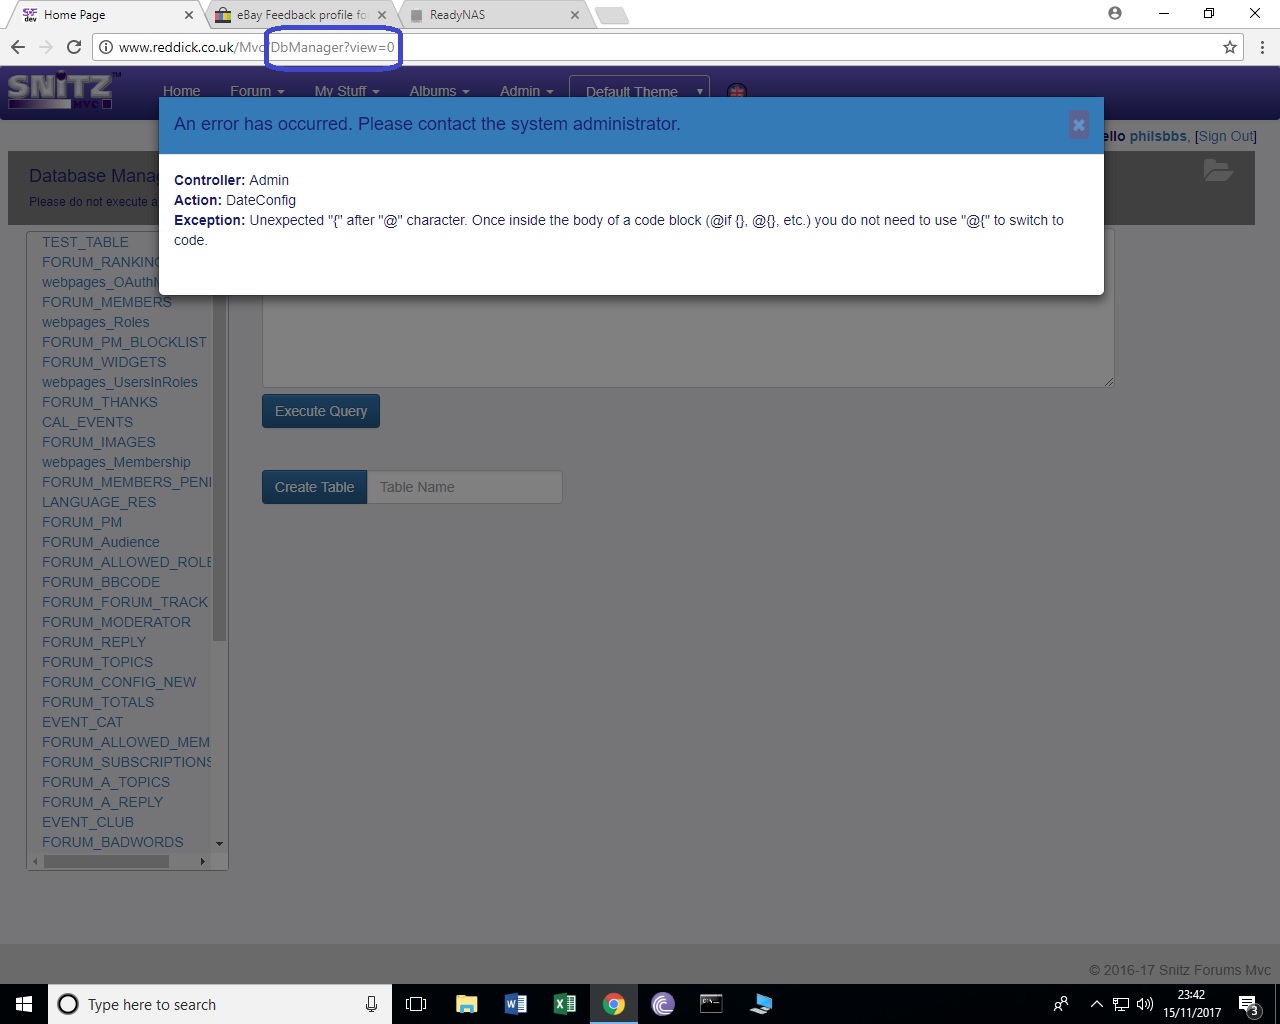 Home Page
eBay Feedback profile fo
ReadyNAS
www.reddick.co.uk/Mvc/DbManager?view=0
SNiTZ™
MVC
Home
Forum
My Stuff
Albums
Admin
Default Theme
An error has occurred. Please contact the system administrator.
ello philsbbs, [Sign Out]
Database Mana
Please do not execute a
Controller: Admin
Action: DateConfig
Exception: Unexpected "{" after "@" character. Once inside the body of a code block (@if {}, @{}, etc.) you do not need to use "@{" to switch to
code.
TEST_TABLE
FORUM_RANKING
webpages_OAuthM
FORUM_MEMBERS
webpages_Roles
FORUM_PM_BLOCKLIST
FORUM_WIDGETS
webpages_UsersInRoles
FORUM_THANKS
CAL_EVENTS
FORUM_IMAGES
webpages_Membership
FORUM_MEMBERS_PENI
LANGUAGE_RES
FORUM_PM
FORUM_Audience
FORUM_ALLOWED_ROLE
FORUM_BBCODE
FORUM_FORUM_TRACK
FORUM_MODERATOR
FORUM_REPLY
FORUM_TOPICS
FORUM_CONFIG_NEW
FORUM_TOTALS
EVENT_CAT
FORUM_ALLOWED_MEM
FORUM_SUBSCRIPTIONS
FORUM_A_TOPICS
FORUM_A_REPLY
EVENT_CLUB
FORUM_BADWORDS
Execute Query
Create Table
Table Name
© 2016-17 Snitz Forums Mvc
Type here to search
23:42
15/11/2017
3